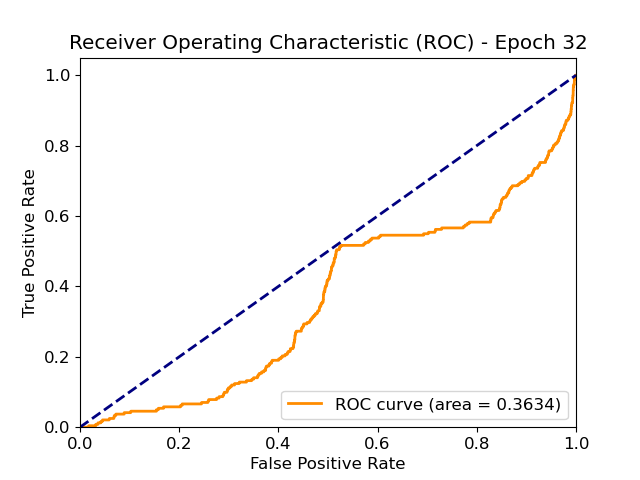 Receiver Operating Characteristic (ROC) - Epoch 32
True Positive Rate
1.0
0.8
0.6
0.4
0.2
0.0
ROC curve (area = 0.3634)
0.0 0.2 0.4 0.6 0.8 1.0
False Positive Rate